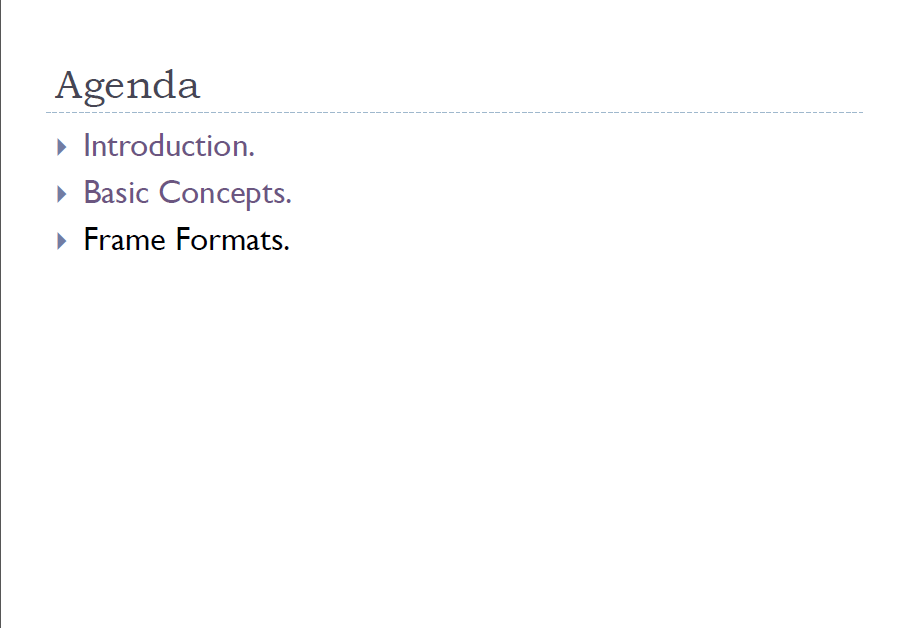 Agenda
Introduction.
Basic Concepts.
Frame Formats.